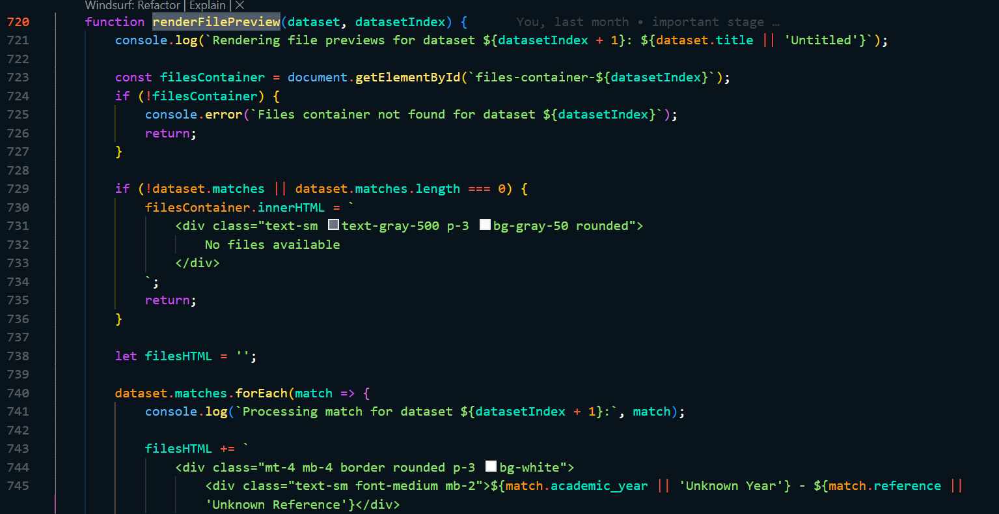 Windsurf: Refactor | Explain | ×
720 function renderFilePreview(dataset, datasetIndex) { You, last month • important stage …
721 console.log(`Rendering file previews for dataset ${datasetIndex + 1}: ${dataset.title || 'Untitled'}`);
722
723 const filesContainer = document.getElementById(`files-container-${datasetIndex}`);
724 if (!filesContainer) {
725 console.error(`Files container not found for dataset ${datasetIndex}`);
726 return;
727 }
728
729 if (!dataset.matches || dataset.matches.length === 0) {
730 filesContainer.innerHTML = `
731 <div class="text-sm text-gray-500 p-3 bg-gray-50 rounded">
732 No files available
733 </div>
734 `;
735 return;
736 }
737
738 let filesHTML = '';
739
740 dataset.matches.forEach(match => {
741 console.log(`Processing match for dataset ${datasetIndex + 1}:`, match);
742
743 filesHTML += `
744 <div class="mt-4 mb-4 border rounded p-3 bg-white">
745 <div class="text-sm font-medium mb-2">${match.academic_year || 'Unknown Year'} - ${match.reference ||
'Unknown Reference'}</div>